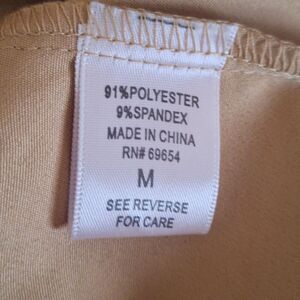 91%POLYESTER
9%SPANDEX
MADE IN CHINA
RN# 69654
M
SEE REVERSE
FOR CARE